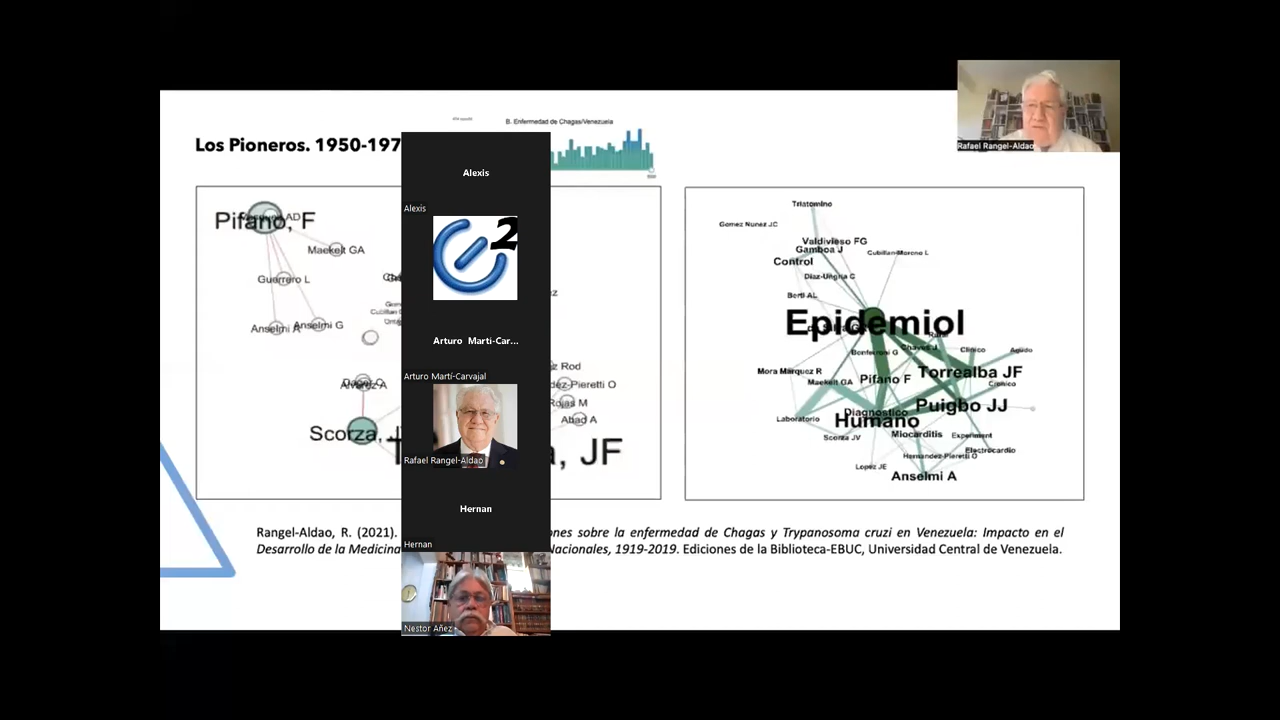 Los Pioneros. 1950-197
B. Enfermedad de Chagas/Venezuela
Rafael Rangel-Aldao
Alexis
Alexis
2
Arturo Marti-Car...
Arturo Martí-Carvajal
Rafael Rangel-Aldao
Hernan
Hernan
Nestor Añez
Pifano, F
Maekelt GA
Guerrero L
Anselmi A
Anselmi G
Scorza, J
z Rod
dez-Pieretti O
Rojas M
Abad A
, JF
Triatomino
Gomez Nunez JC
Valdivieso FG
Gamboa J
Cubillan Moreno L
Control
Diaz-Ungria C
Berti AL
Epidemiol
Rural
Chaves J
Bonfenroni G
Clinico
Agudo
Mora Marquez R
Torrealba JF
Maekelt GA
Pifano F
Cronico
Puigbo JJ
Diagnostico
Laboratorio
Humano
Scorza JV
Miocarditis
Experiment
Electrocardio
Hernandez-Pieretti O
Lopez JE
Anselmi A
Rangel-Aldao, R. (2021). ones sobre la enfermedad de Chagas y Trypanosoma cruzi en Venezuela: Impacto en el
Desarrollo de la Medicina Nacionales, 1919-2019. Ediciones de la Biblioteca-EBUC, Universidad Central de Venezuela.